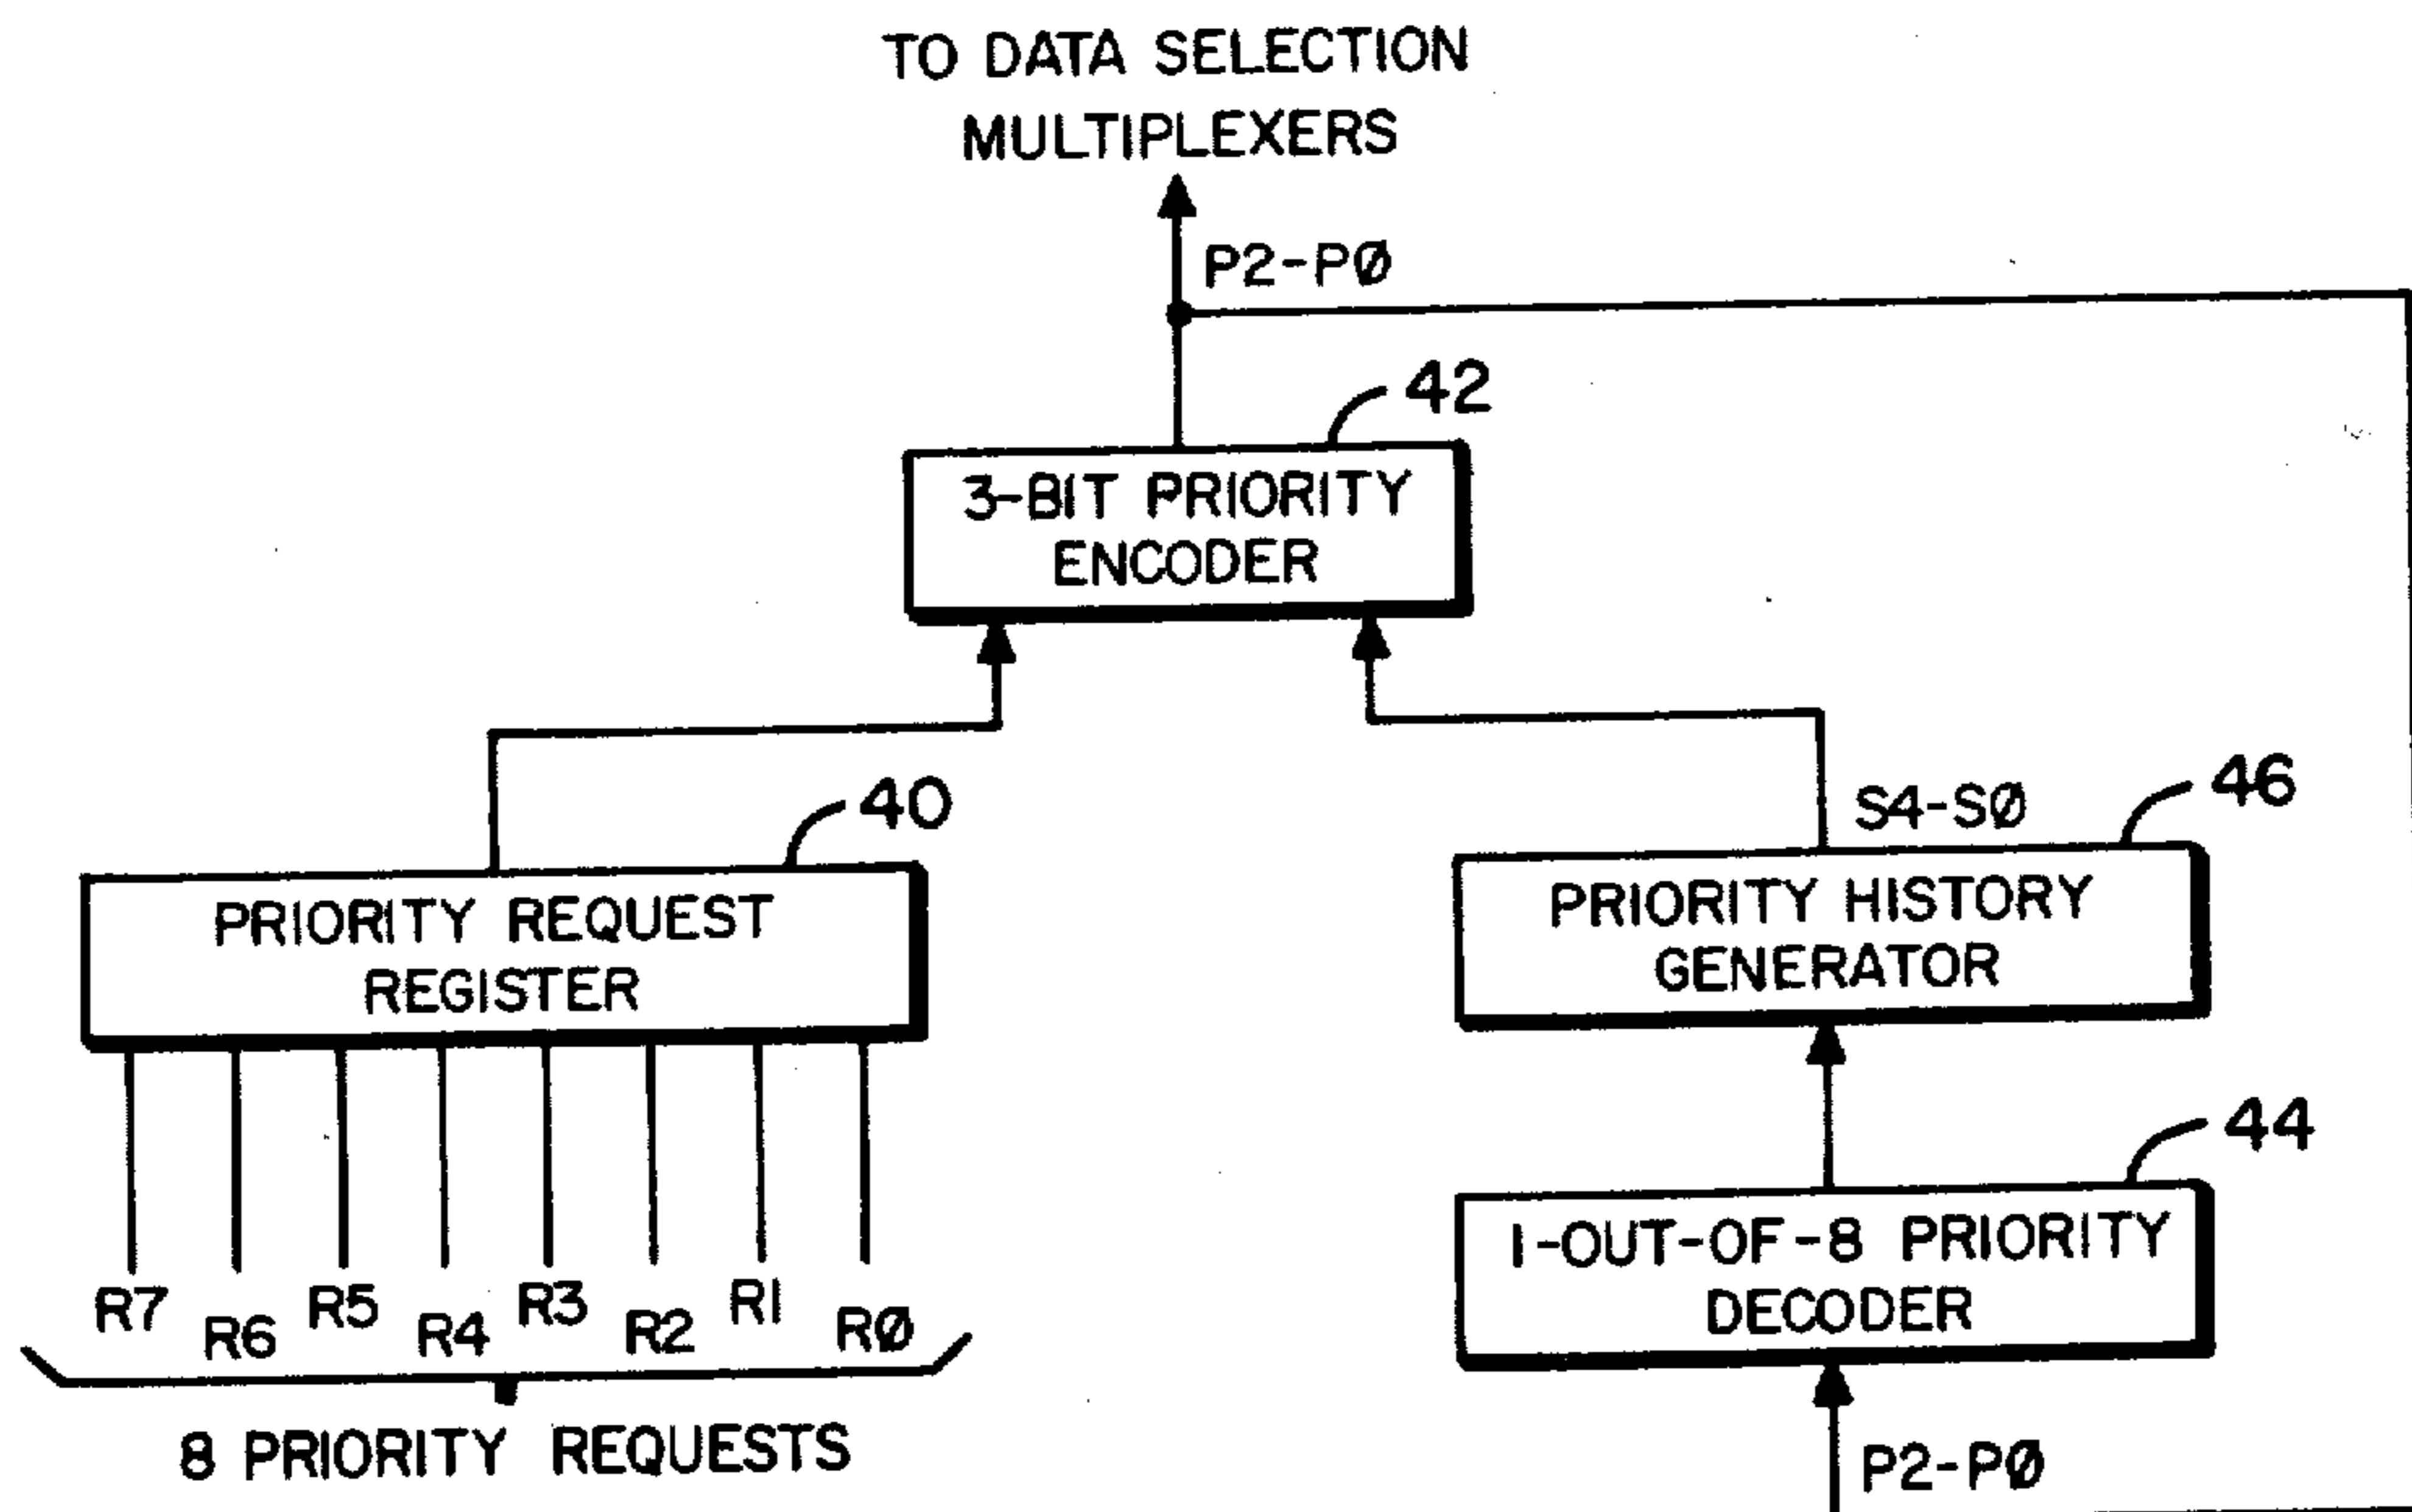 TO DATA SELECTION
MULTIPLEXERS
P2-PØ
42
3-BIT PRIORITY
ENCODER
40
S4-SØ
46
PRIORITY REQUEST
REGISTER
PRIORITY HISTORY
GENERATOR
44
1-OUT-OF-8 PRIORITY
DECODER
R7 R6 R5 R4 R3 R2 R1 RØ
8 PRIORITY REQUESTS
P2-PØ